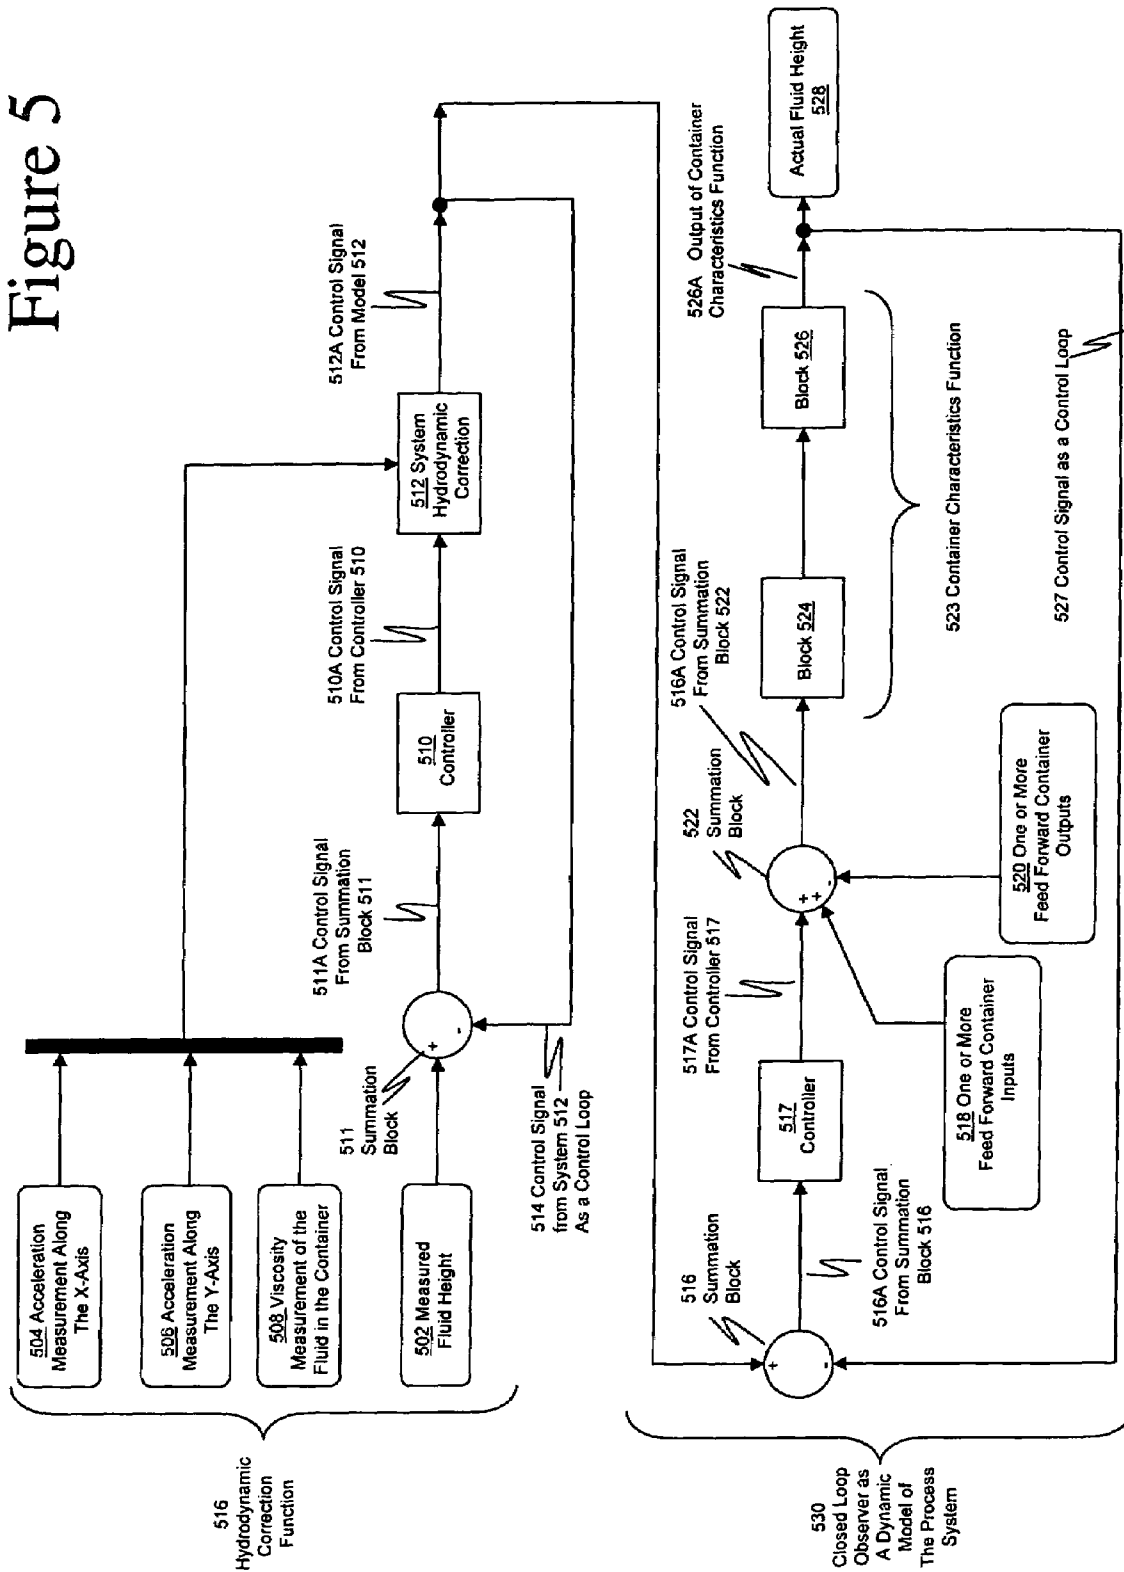 Figure 5
504 Acceleration
Measurement Along
The X-Axis
506 Acceleration
Measurement Along
The Y-Axis
508 Viscosity
Measurement of the
Fluid in the Container
502 Measured
Fluid Height
516
Hydrodynamic
Correction
Function
511
Summation
Block
+
-
511A Control Signal
From Summation
Block 511
510
Controller
510A Control Signal
From Controller 510
512 System
Hydrodynamic
Correction
512A Control Signal
From Model 512
514 Control Signal
from System 512
As a Control Loop
530
Closed Loop
Observer as
A Dynamic
Model of
The Process
System
516
Summation
Block
+
-
516A Control Signal
From Summation
Block 516
517
Controller
517A Control Signal
From Controller 517
518 One or More
Feed Forward Container
Inputs
520 One or More
Feed Forward Container
Outputs
522
Summation
Block
+
+
-
516A Control Signal
From Summation
Block 522
Block 524
Block 526
523 Container Characteristics Function
526A Output of Container
Characteristics Function
Actual Fluid Height
528
527 Control Signal as a Control Loop